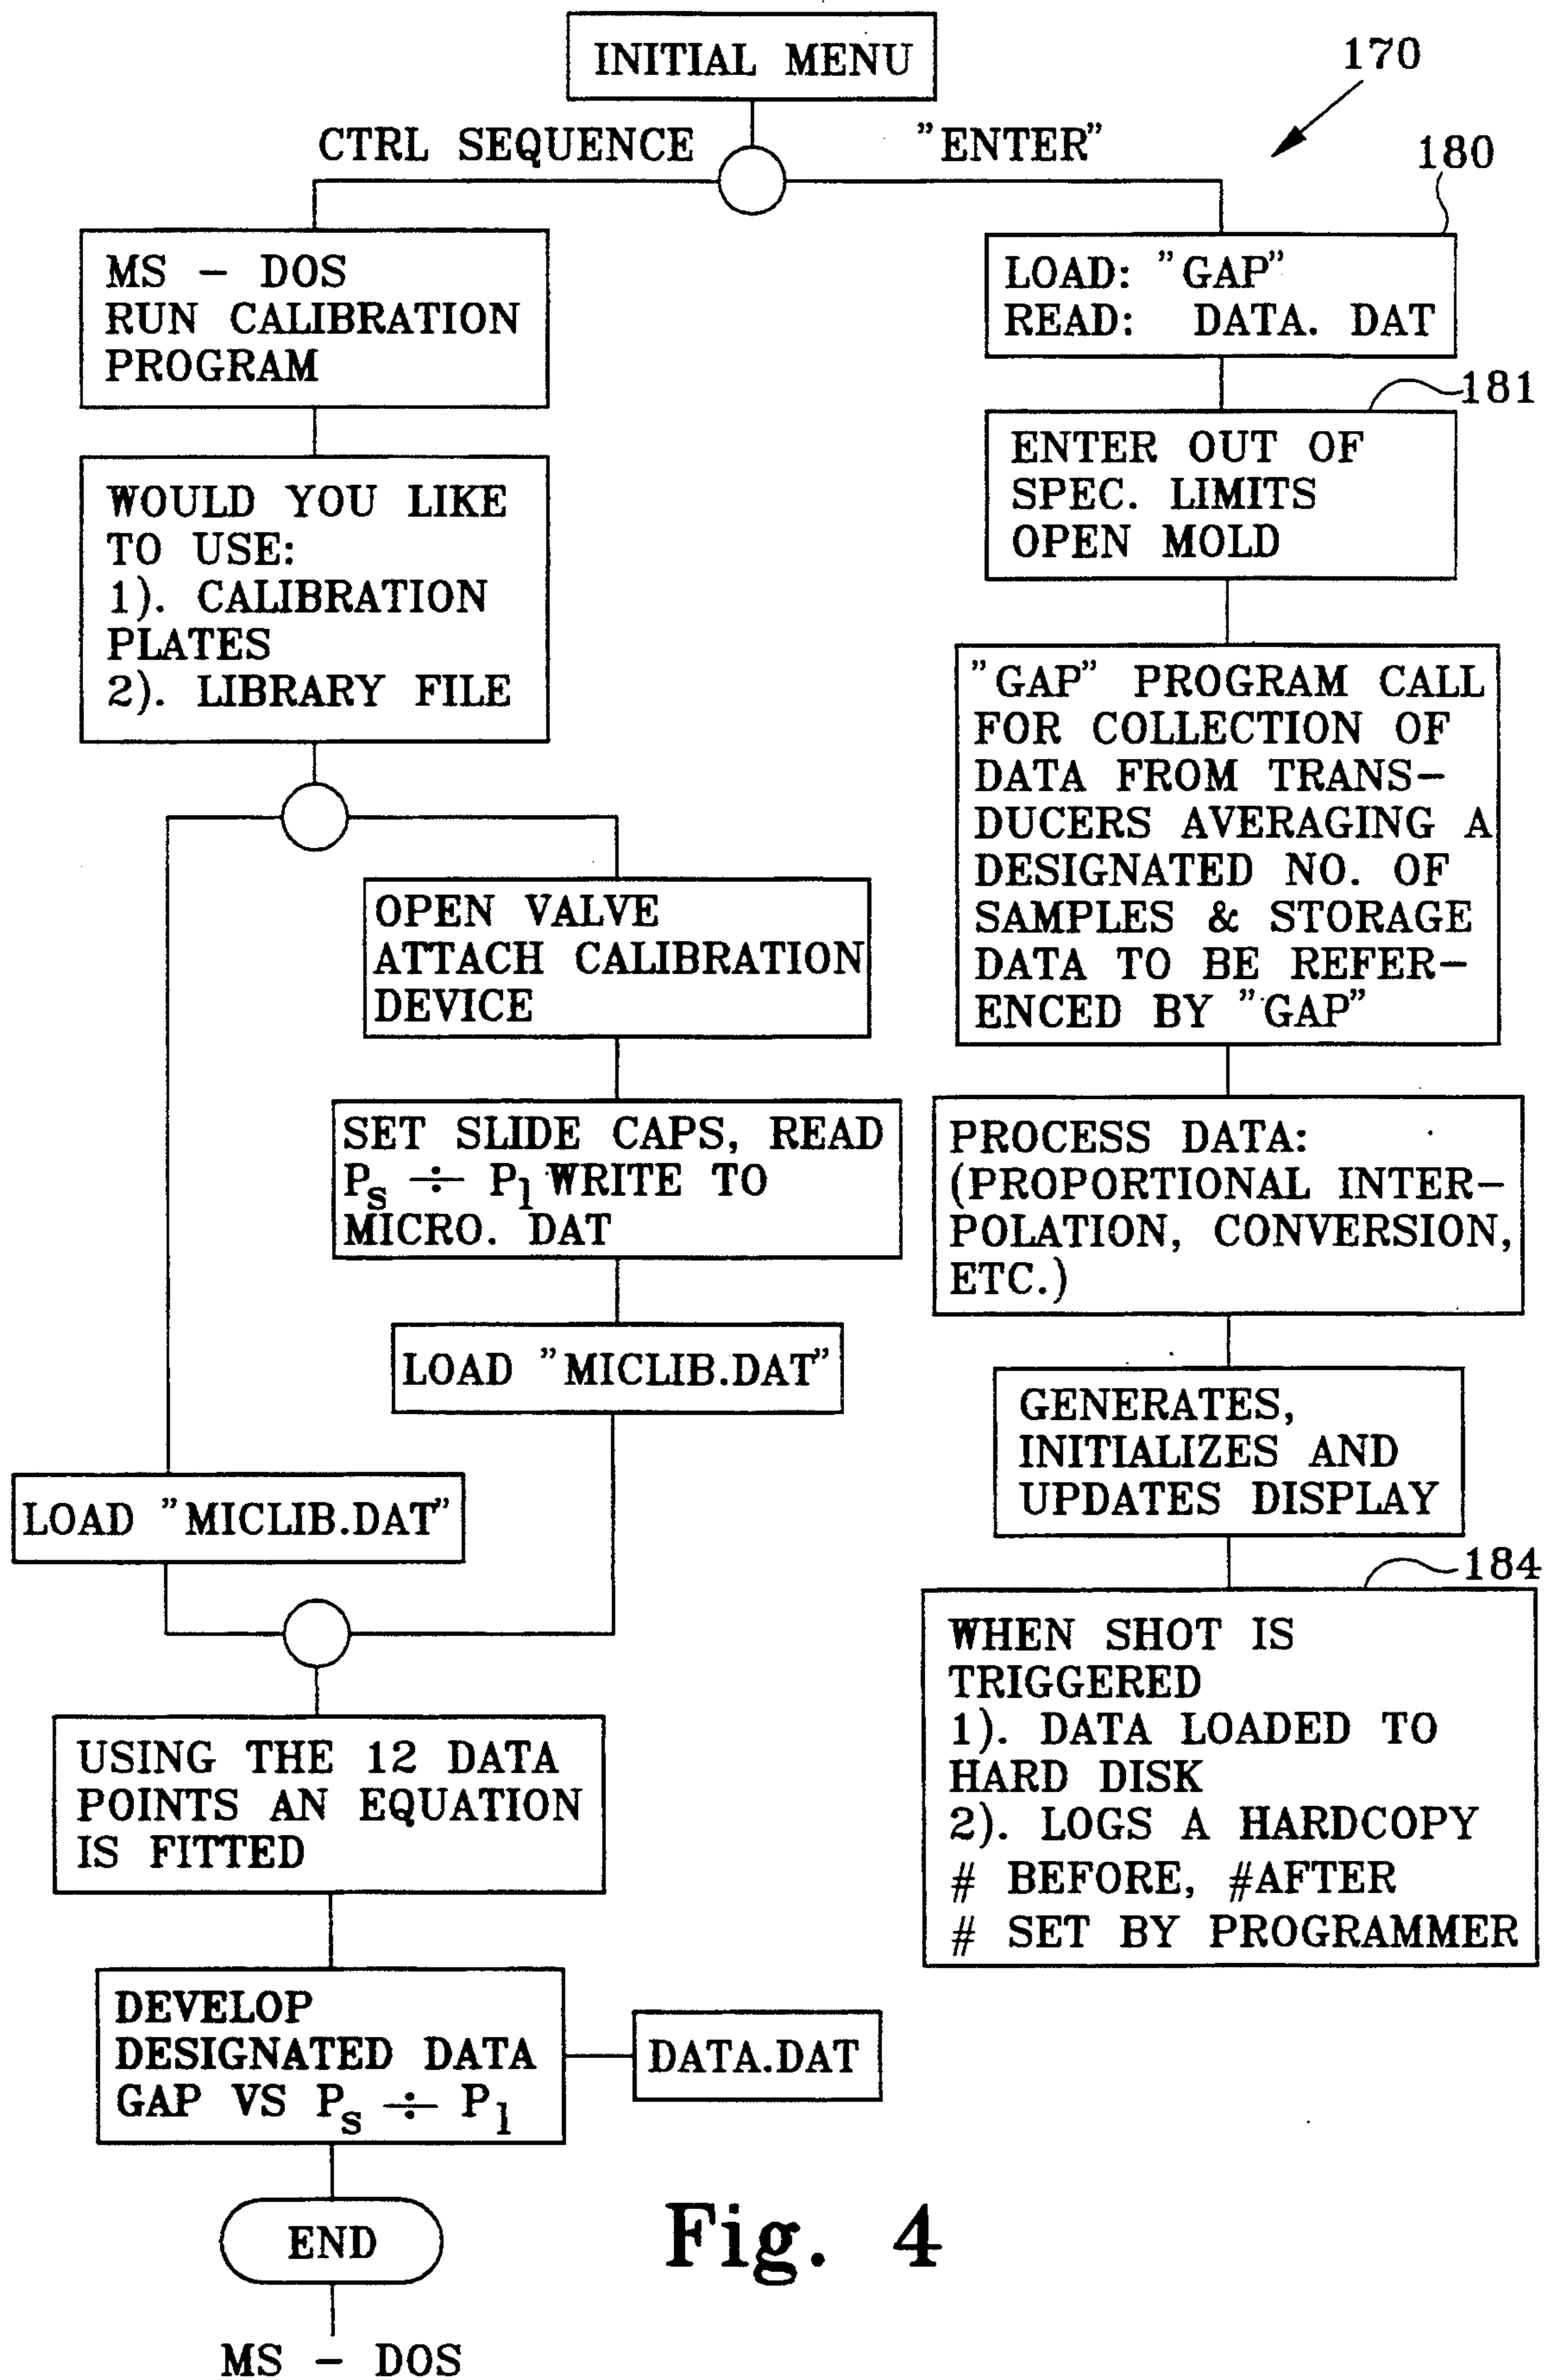 INITIAL MENU
170
CTRL SEQUENCE
"ENTER"
180
MS - DOS
RUN CALIBRATION
PROGRAM
WOULD YOU LIKE
TO USE:
1). CALIBRATION
PLATES
2). LIBRARY FILE
OPEN VALVE
ATTACH CALIBRATION
DEVICE
SET SLIDE CAPS, READ
Ps ÷ Pl WRITE TO
MICRO. DAT
LOAD "MICLIB.DAT"
LOAD "MICLIB.DAT"
USING THE 12 DATA
POINTS AN EQUATION
IS FITTED
DEVELOP
DESIGNATED DATA
GAP VS Ps ÷ Pl
DATA.DAT
END
MS - DOS
LOAD: "GAP"
READ: DATA. DAT
181
ENTER OUT OF
SPEC. LIMITS
OPEN MOLD
"GAP" PROGRAM CALL
FOR COLLECTION OF
DATA FROM TRANS-
DUCERS AVERAGING A
DESIGNATED NO. OF
SAMPLES & STORAGE
DATA TO BE REFER-
ENCED BY "GAP"
PROCESS DATA:
(PROPORTIONAL INTER-
POLATION, CONVERSION,
ETC.)
GENERATES,
INITIALIZES AND
UPDATES DISPLAY
184
WHEN SHOT IS
TRIGGERED
1). DATA LOADED TO
HARD DISK
2). LOGS A HARDCOPY
# BEFORE, #AFTER
# SET BY PROGRAMMER
Fig. 4